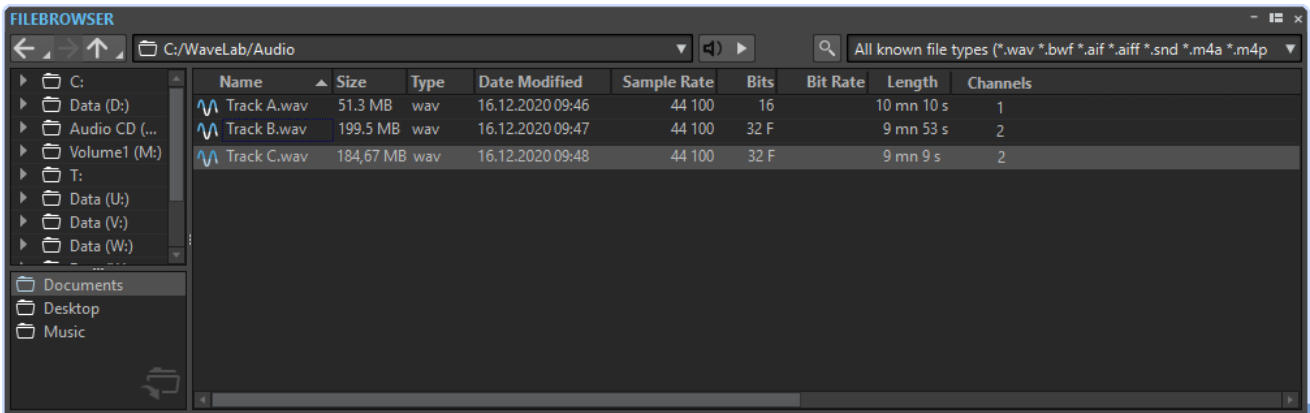 FILEBROWSER
C:/WaveLab/Audio All known file types (*.wav *.bwf *.aif *.aiff *.snd *.m4a *.m4p
C:
Data (D:)
Audio CD (...
Volume1 (M:)
T:
Data (U:)
Data (V:)
Data (W:)
Documents
Desktop
Music
Name Size Type Date Modified Sample Rate Bits Bit Rate Length Channels
Track A.wav 51.3 MB wav 16.12.2020 09:46 44 100 16 10 mn 10 s 1
Track B.wav 199.5 MB wav 16.12.2020 09:47 44 100 32 F 9 mn 53 s 2
Track C.wav 184,67 MB wav 16.12.2020 09:48 44 100 32 F 9 mn 9 s 2